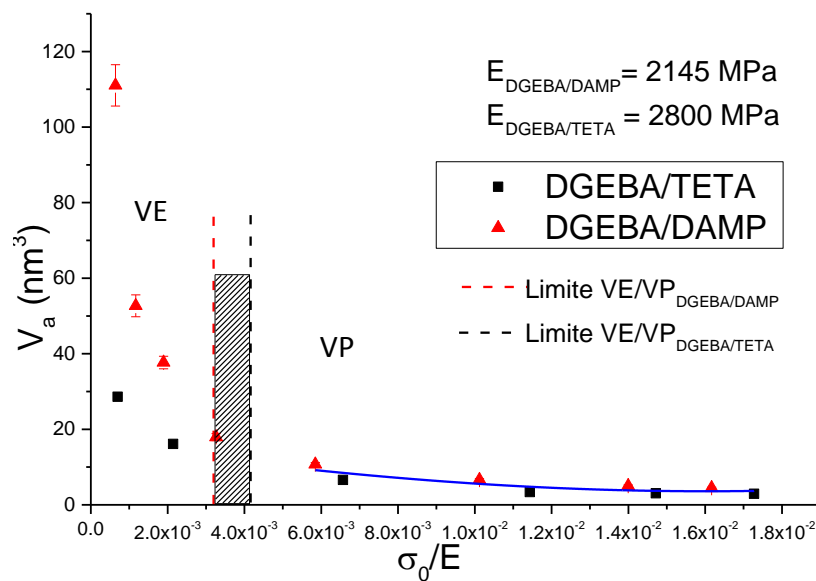 120
100
80
60
40
20
0
V_a (nm³)
E_DGEBA/DAMP= 2145 MPa
E_DGEBA/TETA = 2800 MPa
DGEBA/TETA
DGEBA/DAMP
Limite VE/VP_DGEBA/DAMP
Limite VE/VP_DGEBA/TETA
VE
VP
0.0 2.0x10⁻³ 4.0x10⁻³ 6.0x10⁻³ 8.0x10⁻³ 1.0x10⁻² 1.2x10⁻² 1.4x10⁻² 1.6x10⁻² 1.8x10⁻²
σ₀/E